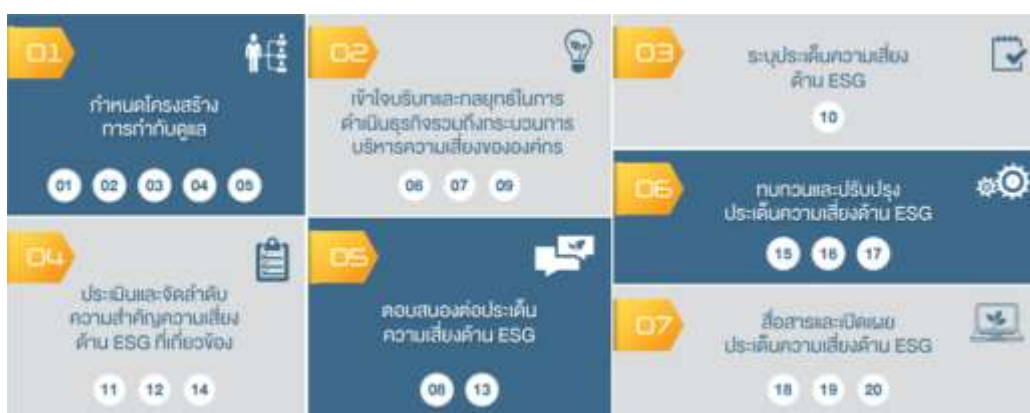 01
กำหนดโครงสร้าง
การกำกับดูแล
01 02 03 04 05
02
เข้าใจบริบทและกลยุทธ์ในการ
ดำเนินธุรกิจรวมถึงกระบวนการ
บริหารความเสี่ยงขององค์กร
06 07 09
03
ระบุประเด็นความเสี่ยง
ด้าน ESG
10
04
ประเมินและจัดลำดับ
ความสำคัญความเสี่ยง
ด้าน ESG ที่เกี่ยวข้อง
11 12 14
05
ตอบสนองต่อประเด็น
ความเสี่ยงด้าน ESG
08 13
06
ทบทวนและปรับปรุง
ประเด็นความเสี่ยงด้าน ESG
15 16 17
07
สื่อสารและเปิดเผย
ประเด็นความเสี่ยงด้าน ESG
18 19 20